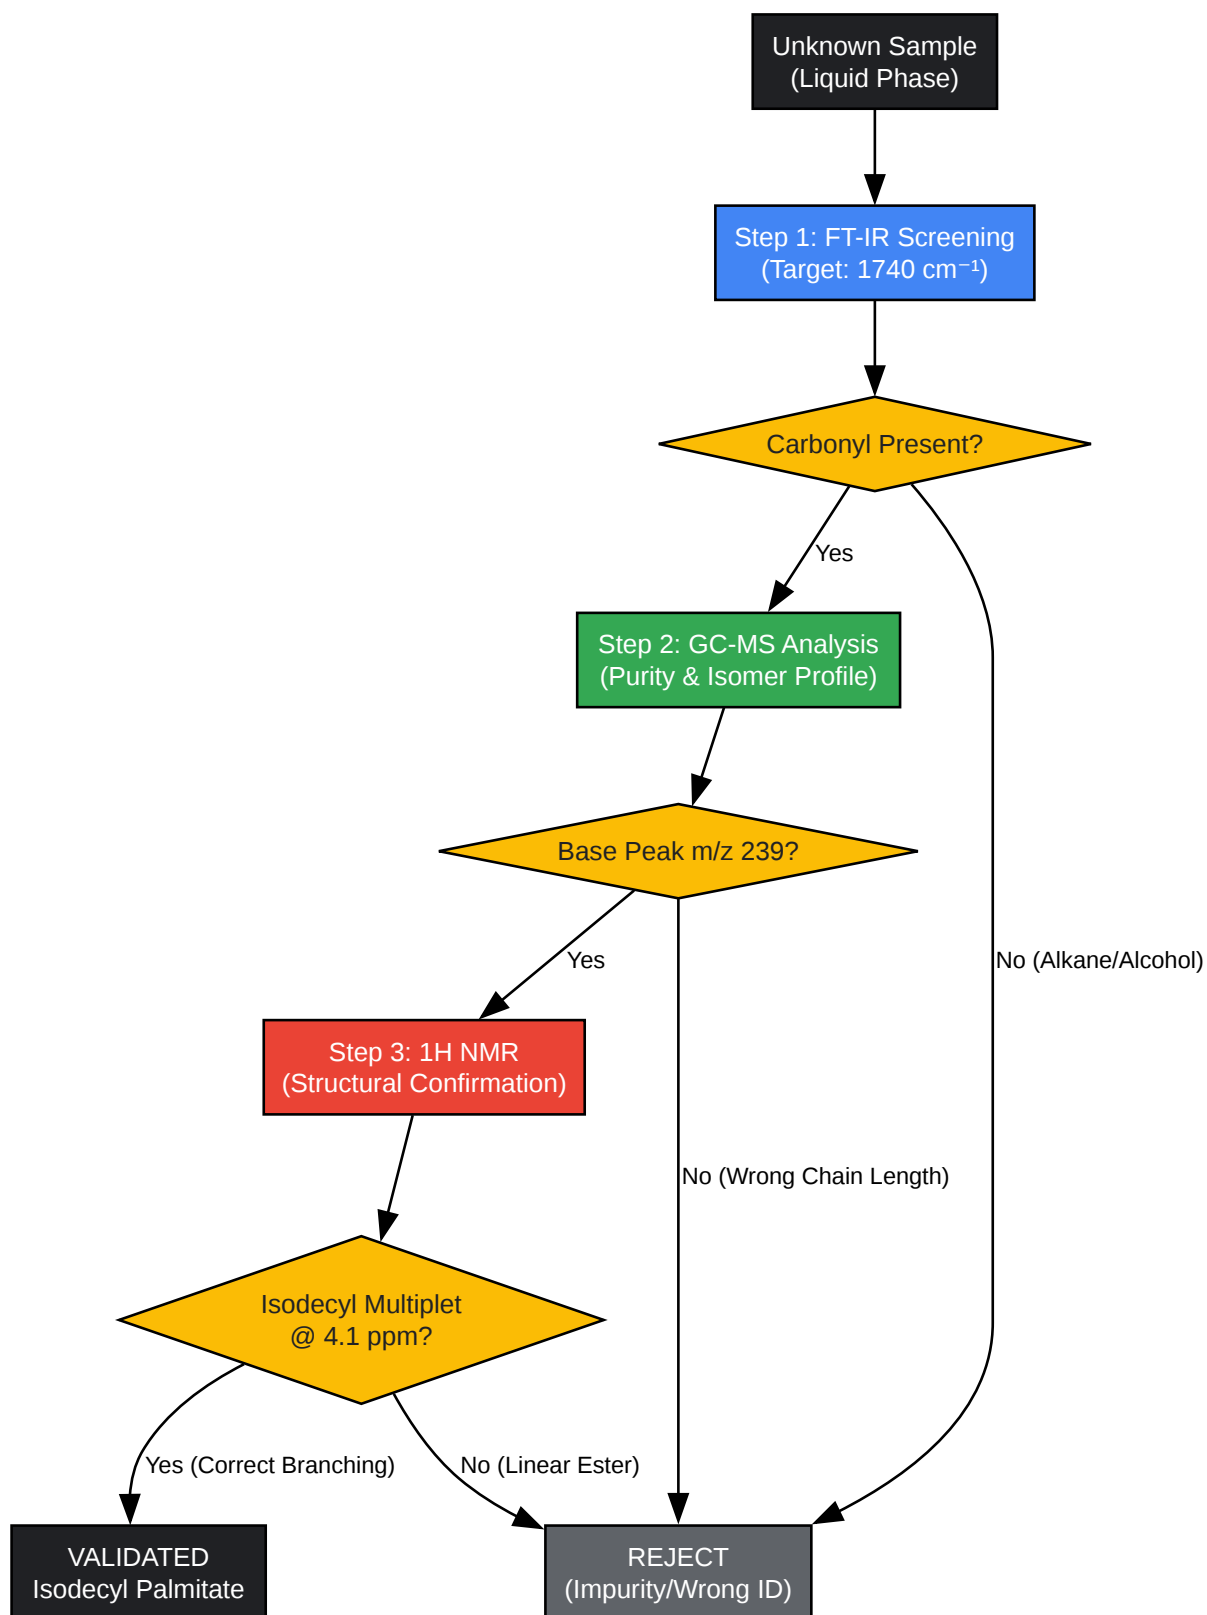 Unknown Sample
(Liquid Phase)
Step 1: FT-IR Screening
(Target: 1740 cm⁻¹)
Carbonyl Present?
Yes
Step 2: GC-MS Analysis
(Purity & Isomer Profile)
Base Peak m/z 239?
Yes
No (Alkane/Alcohol)
Step 3: 1H NMR
(Structural Confirmation)
No (Wrong Chain Length)
Isodecyl Multiplet
@ 4.1 ppm?
Yes (Correct Branching)
No (Linear Ester)
VALIDATED
Isodecyl Palmitate
REJECT
(Impurity/Wrong ID)